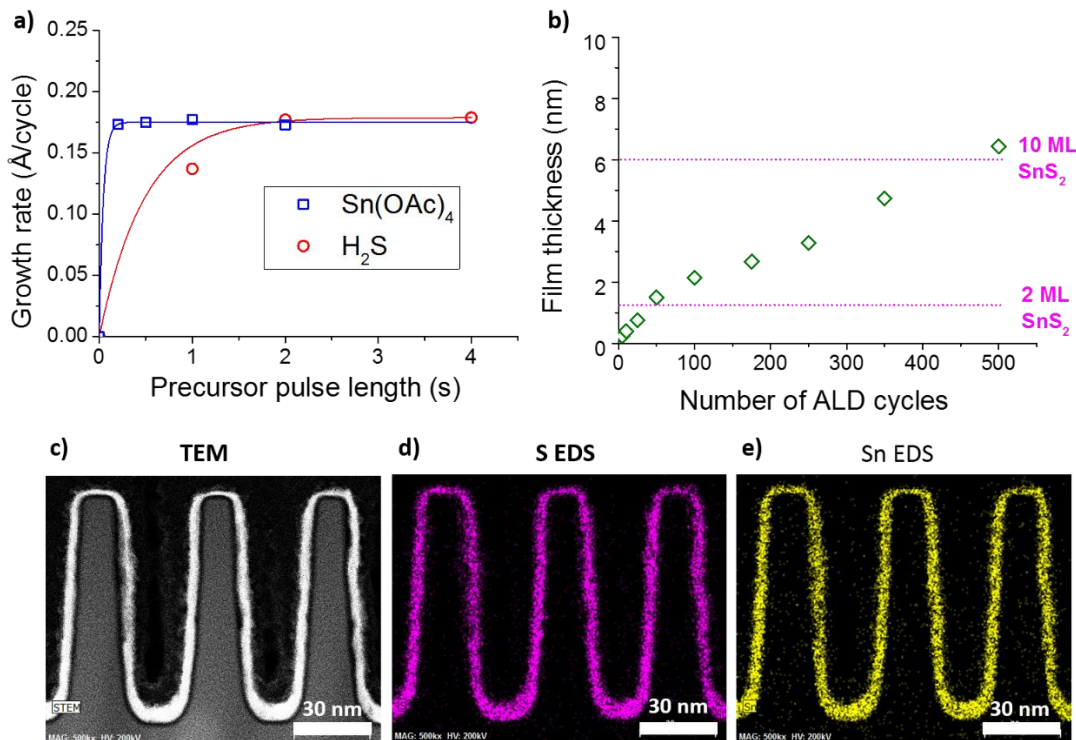 a)
Growth rate (Å/cycle)
0.25
0.20
0.15
0.10
0.05
0.00
0
1
2
3
4
Precursor pulse length (s)
Sn(OAc)₄
H₂S
b)
Film thickness (nm)
10
8
6
4
2
0
0
100
200
300
400
500
Number of ALD cycles
10 ML
SnS₂
2 ML
SnS₂
c)
TEM
STEM
30 nm
MAG: 500kx HV: 200kV
d)
S EDS
30 nm
MAG: 500kx HV: 200kV
e)
Sn EDS
Sn
30 nm
MAG: 500kx HV: 200kV